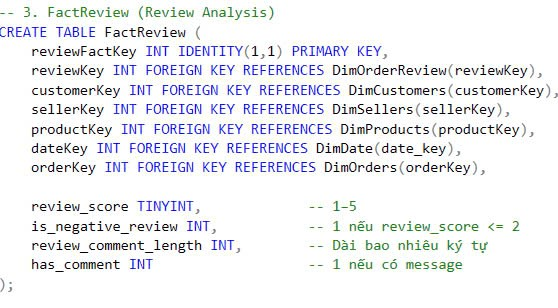 -- 3. FactReview (Review Analysis)
CREATE TABLE FactReview (
    reviewFactKey INT IDENTITY(1,1) PRIMARY KEY,
    reviewKey INT FOREIGN KEY REFERENCES DimOrderReview(reviewKey),
    customerKey INT FOREIGN KEY REFERENCES DimCustomers(customerKey),
    sellerKey INT FOREIGN KEY REFERENCES DimSellers(sellerKey),
    productKey INT FOREIGN KEY REFERENCES DimProducts(productKey),
    dateKey INT FOREIGN KEY REFERENCES DimDate(date_key),
    orderKey INT FOREIGN KEY REFERENCES DimOrders(orderKey),
    review_score TINYINT,              -- 1–5
    is_negative_review INT,            -- 1 nếu review_score <= 2
    review_comment_length INT,         -- Dài bao nhiêu ký tự
    has_comment INT                    -- 1 nếu có message
);